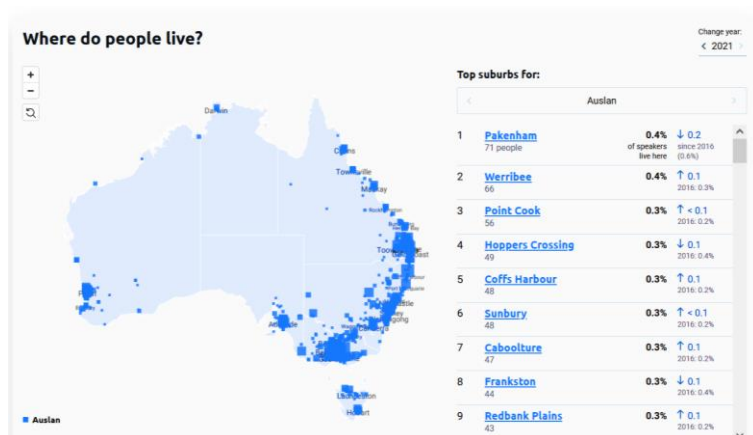 Where do people live?
Change year:
< 2021 >
+
−
Top suburbs for:
< Auslan >
1 Pakenham 0.4% ↓ 0.2
71 people of speakers since 2016
live here (0.6%)
2 Werribee 0.4% ↑ 0.1
66 2016: 0.3%
3 Point Cook 0.3% ↑ < 0.1
56 2016: 0.2%
4 Hoppers Crossing 0.3% ↓ 0.1
49 2016: 0.4%
5 Coffs Harbour 0.3% ↑ 0.1
48 2016: 0.2%
6 Sunbury 0.3% ↑ < 0.1
48 2016: 0.2%
7 Caboolture 0.3% ↑ 0.1
47 2016: 0.2%
8 Frankston 0.3% ↓ 0.1
44 2016: 0.4%
9 Redbank Plains 0.3% ↑ 0.1
43 2016: 0.2%
Mackay
Rockhampton
Auslan